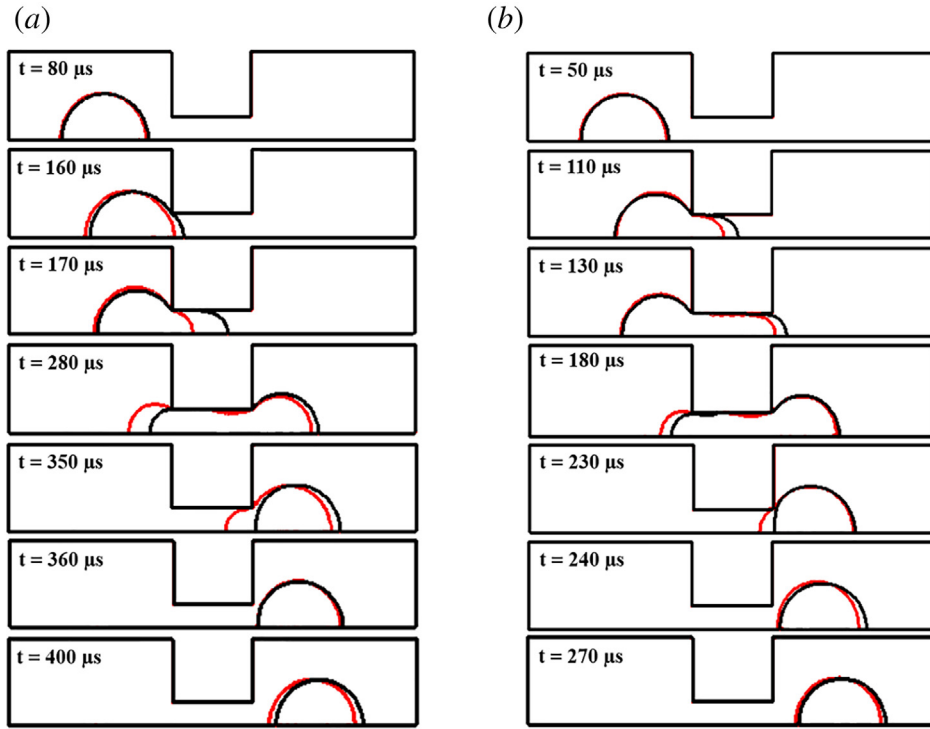 (a)
t = 80 µs
t = 160 µs
t = 170 µs
t = 280 µs
t = 350 µs
t = 360 µs
t = 400 µs
(b)
t = 50 µs
t = 110 µs
t = 130 µs
t = 180 µs
t = 230 µs
t = 240 µs
t = 270 µs